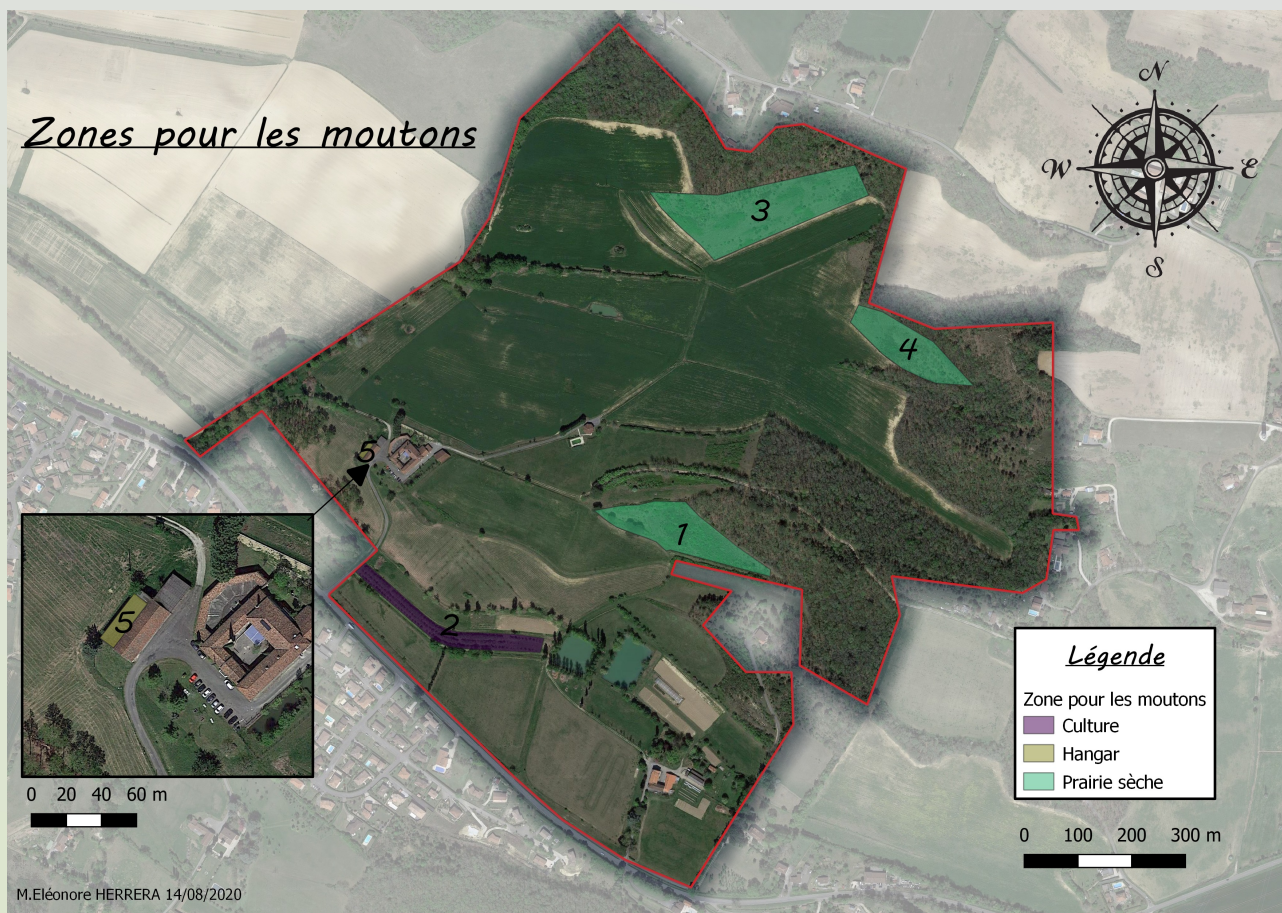 Zones pour les moutons
N
W
E
S
3
4
5
1
2
5
Légende
Zone pour les moutons
Culture
Hangar
Prairie sèche
0 20 40 60 m
0 100 200 300 m
M.Eléonore HERRERA 14/08/2020